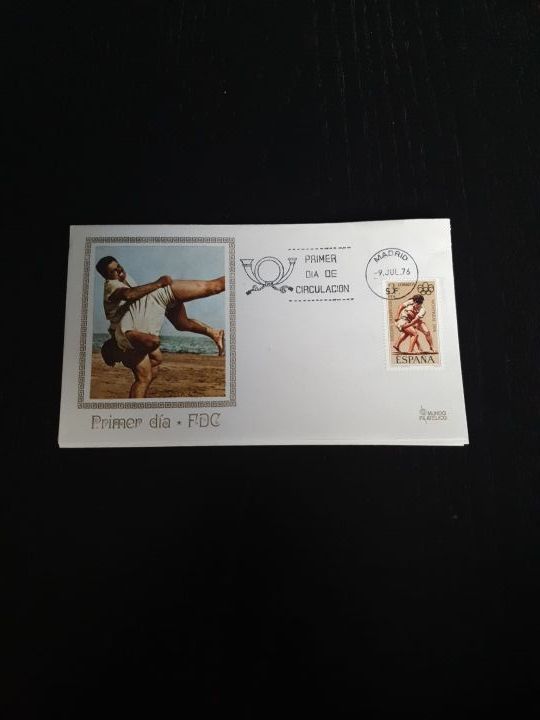 PRIMER
DIA DE
CIRCULACION
MADRID
-9.JUL.76
ESPAÑA
Primer día * FDC
MUNDO
FILATELICO